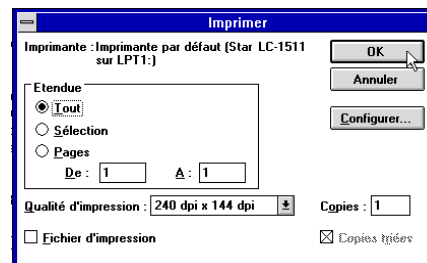 Imprimer
Imprimante : Imprimante par défaut (Star LC-1511
sur LPT1:)
OK
Annuler
Configurer...
Etendue
Tout
Sélection
Pages
De : 1 A : 1
Qualité d'impression : 240 dpi x 144 dpi Copies : 1
Fichier d'impression Copies triées